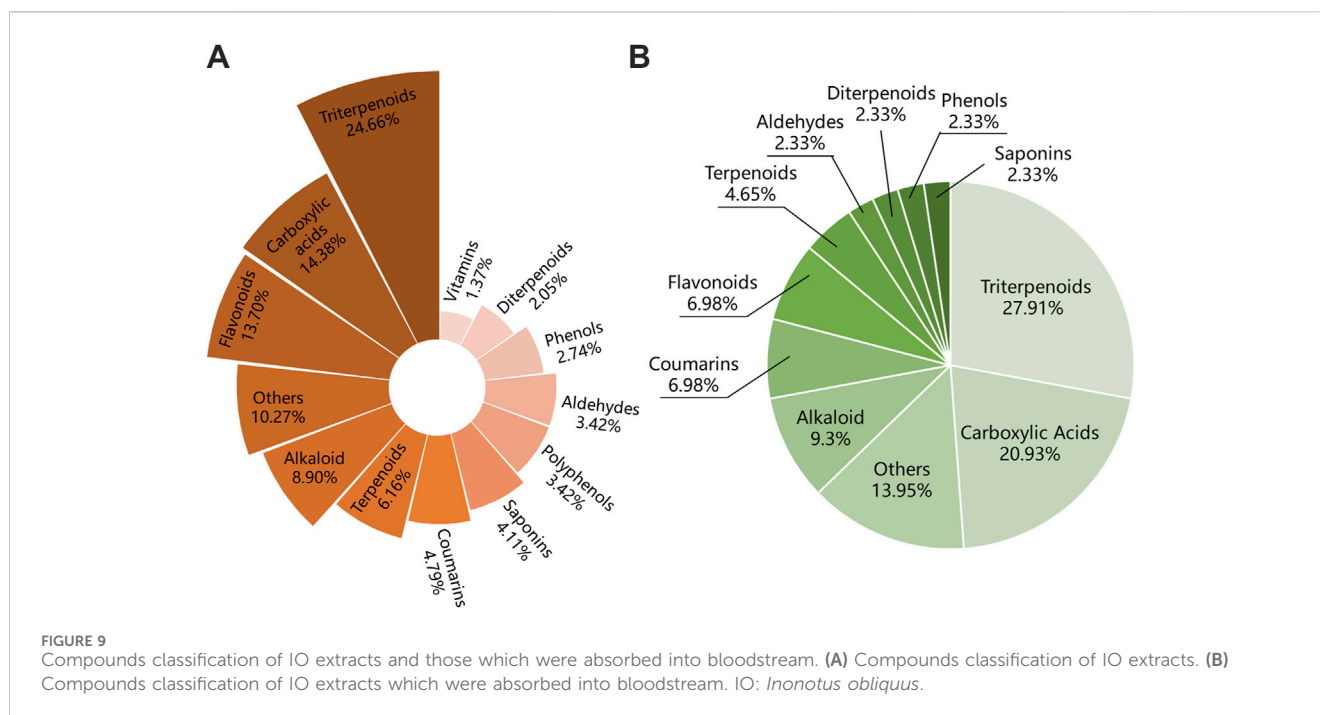 A
Triterpenoids
24.66%
Carboxylic
acids
14.38%
Flavonoids
13.70%
Others
10.27%
Alkaloid
8.90%
Terpenoids
6.16%
Coumarins
4.79%
Saponins
4.11%
Polyphenols
3.42%
Aldehydes
3.42%
Phenols
2.74%
Diterpenoids
2.05%
Vitamins
1.37%
B
Triterpenoids
27.91%
Carboxylic Acids
20.93%
Others
13.95%
Alkaloid
9.3%
Coumarins
6.98%
Flavonoids
6.98%
Terpenoids
4.65%
Aldehydes
2.33%
Diterpenoids
2.33%
Phenols
2.33%
Saponins
2.33%
FIGURE 9
Compounds classification of IO extracts and those which were absorbed into bloodstream. (A) Compounds classification of IO extracts. (B)
Compounds classification of IO extracts which were absorbed into bloodstream. IO: Inonotus obliquus.